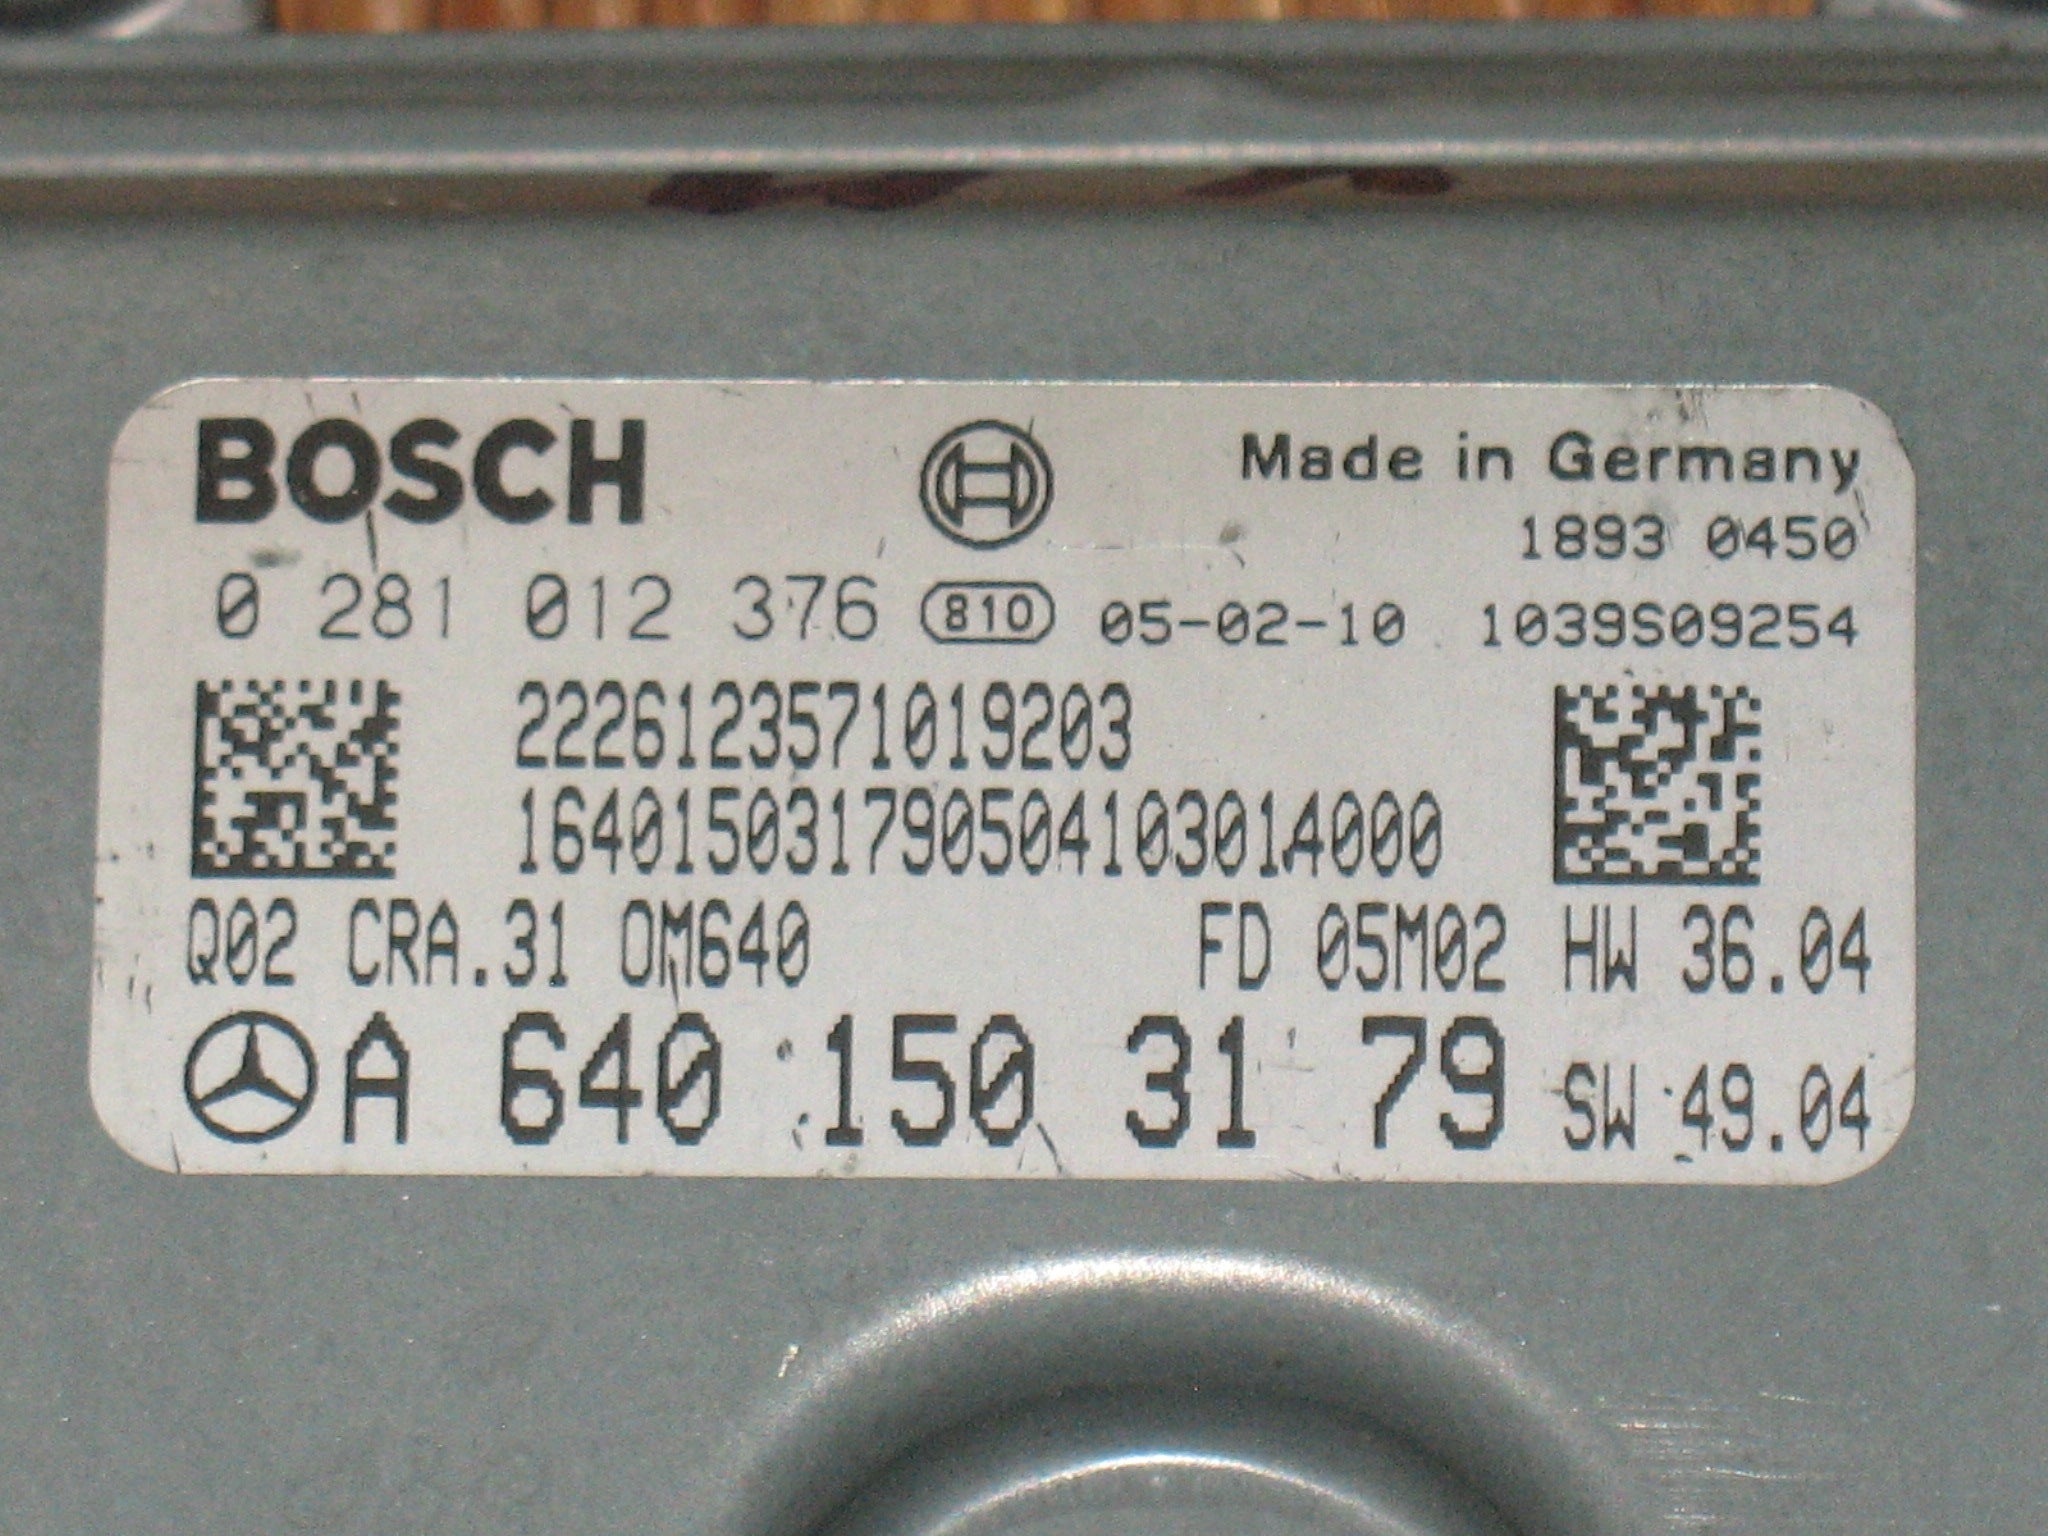 BOSCH
Made in Germany
1893 0450
0 281 012 376 810 05-02-10 1039S09254
2226123571019203
16401503179050410301A000
Q02 CRA.31 OM640 FD 05M02 HW 36.04
A 640 150 31 79 SW 49.04